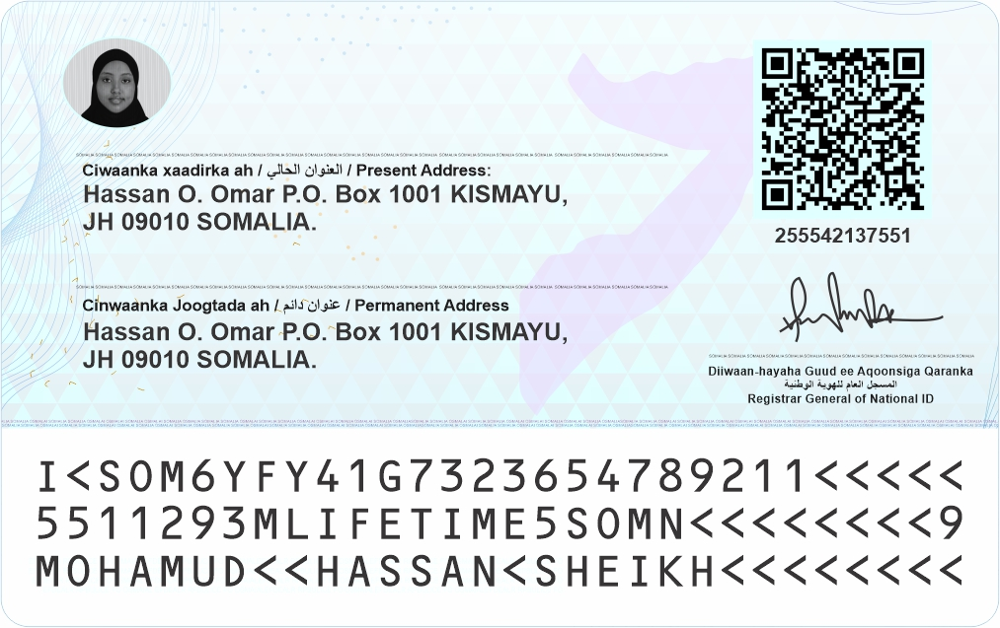 Ciwaanka xaadirka ah / العنوان الحالي / Present Address:
Hassan O. Omar P.O. Box 1001 KISMAYU,
JH 09010 SOMALIA.
255542137551
Cinwaanka Joogtada ah / عنوان دائم / Permanent Address
Hassan O. Omar P.O. Box 1001 KISMAYU,
JH 09010 SOMALIA.
Diiwaan-hayaha Guud ee Aqoonsiga Qaranka
المسجل العام للهوية الوطنية
Registrar General of National ID
I<SOM6YFY41G7323654789211<<<<<
5511293MLIFETIME5SOMN<<<<<<<<9
MOHAMUD<<HASSAN<SHEIKH<<<<<<<<